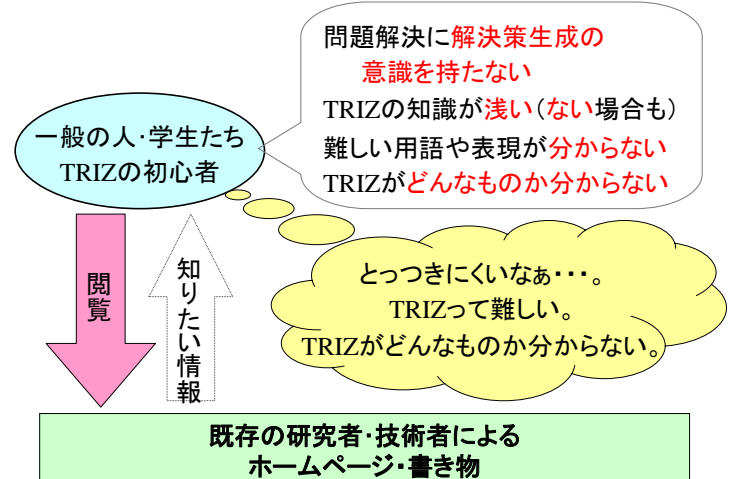 問題解決に解決策生成の
意識を持たない
TRIZの知識が浅い(ない場合も)
難しい用語や表現が分からない
TRIZがどんなものか分からない
一般の人・学生たち
TRIZの初心者
閲覧
知りたい情報
とっつきにくいなぁ・・・。
TRIZって難しい。
TRIZがどんなものか分からない。
既存の研究者・技術者による
ホームページ・書き物